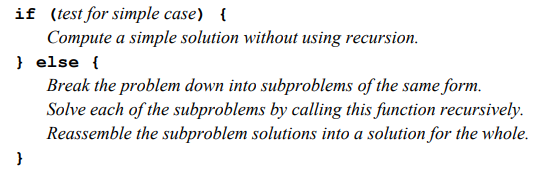 if (test for simple case) {
Compute a simple solution without using recursion.
} else {
Break the problem down into subproblems of the same form.
Solve each of the subproblems by calling this function recursively.
Reassemble the subproblem solutions into a solution for the whole.
}